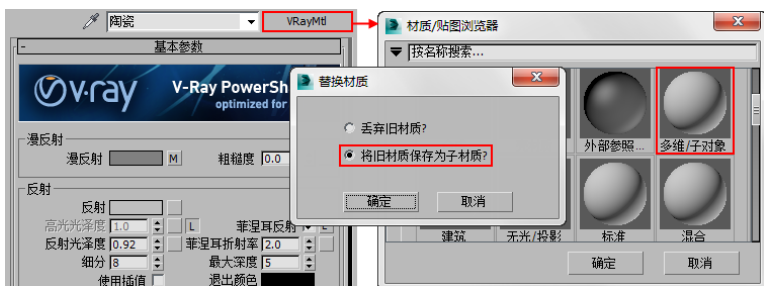 陶瓷 VRayMtl
- 基本参数
V·ray V-Ray PowerSh
optimized for
漫反射
漫反射 M 粗糙度 0.0
反射
反射
高光光泽度 1.0 L 菲涅耳反射 L
反射光泽度 0.92 菲涅耳折射率 2.0
细分 8 最大深度 5
使用插值 退出颜色
替换材质
丢弃旧材质?
将旧材质保存为子材质?
确定 取消
材质/贴图浏览器
按名称搜索...
外部参照... 多维/子对象
建筑 无光/投影 标准 混合
确定 取消